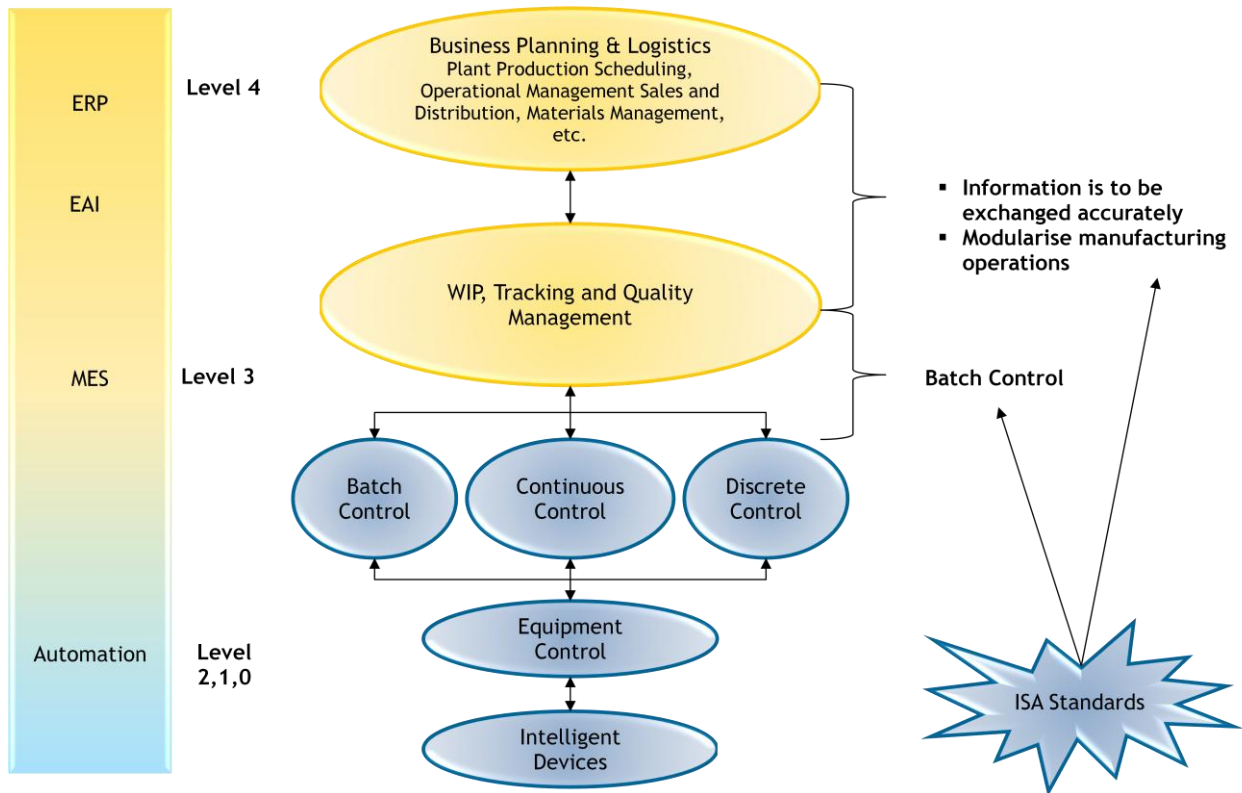 ERP
EAI
MES
Automation
Level 4
Level 3
Level
2,1,0
Business Planning & Logistics
Plant Production Scheduling,
Operational Management Sales and
Distribution, Materials Management,
etc.
WIP, Tracking and Quality
Management
Batch
Control
Continuous
Control
Discrete
Control
Equipment
Control
Intelligent
Devices
▪ Information is to be
exchanged accurately
▪ Modularise manufacturing
operations
Batch Control
ISA Standards